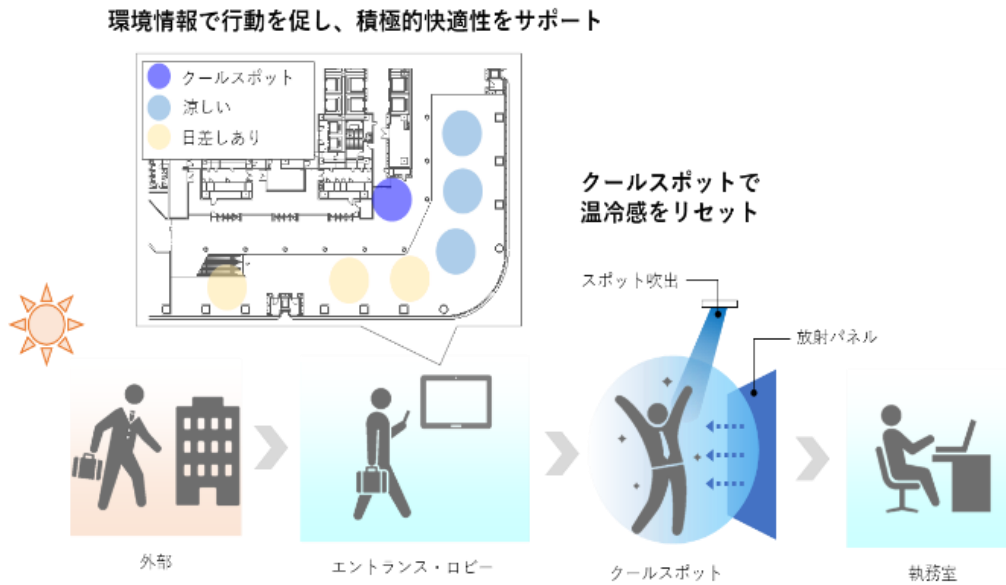 環境情報で行動を促し、積極的快適性をサポート
クールスポット
涼しい
日差しあり
クールスポットで
温冷感をリセット
スポット吹出
放射パネル
外部
エントランス・ロビー
クールスポット
執務室